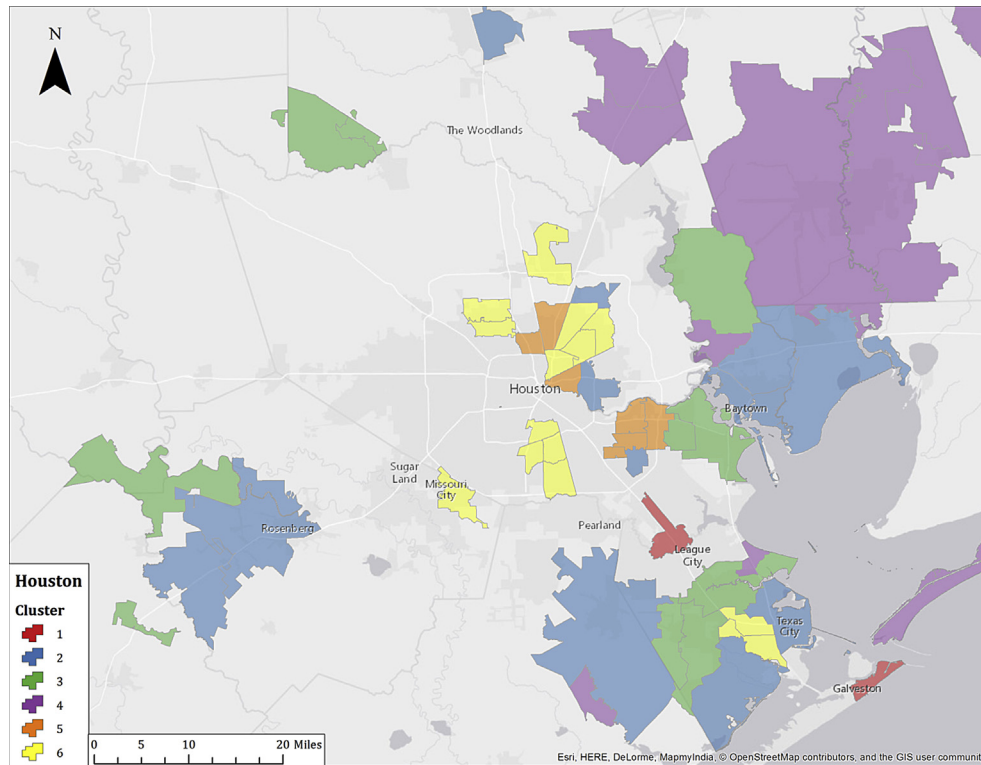 N
The Woodlands
Houston
Baytown
Sugar
Land
Missouri
City
Rosenberg
Pearland
League
City
Texas
City
Galveston
Houston
Cluster
1
2
3
4
5
6
0 5 10 20 Miles
Esri, HERE, DeLorme, MapmyIndia, © OpenStreetMap contributors, and the GIS user communit